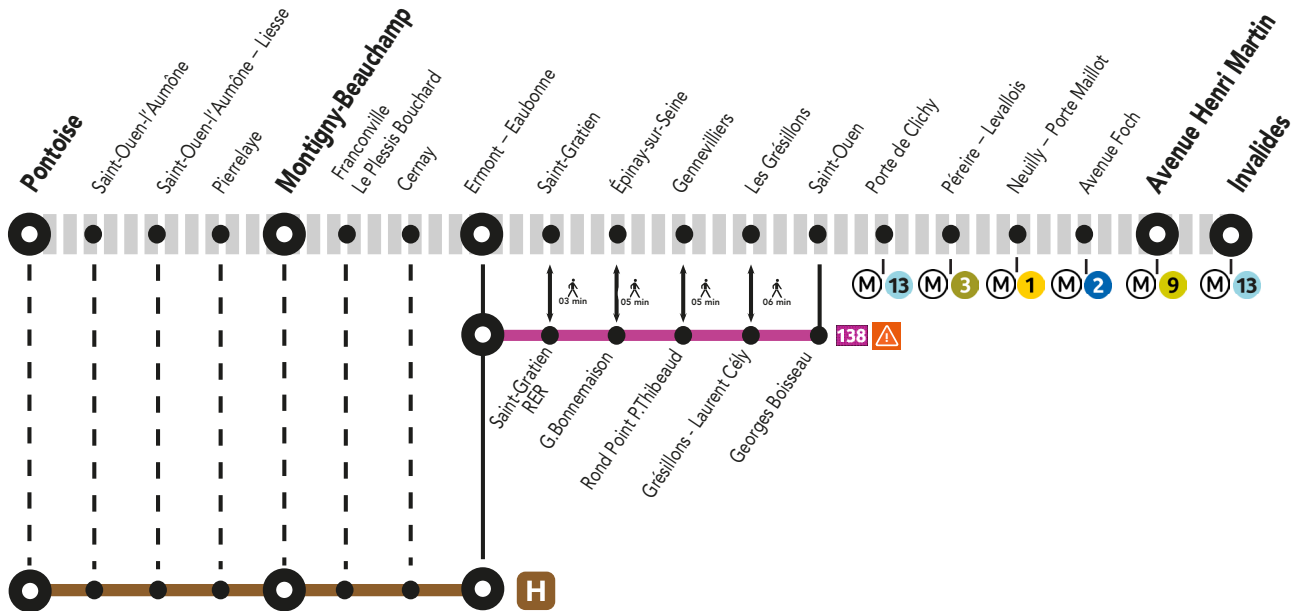 Pontoise
Saint-Ouen-l'Aumône
Saint-Ouen-l'Aumône – Liesse
Pierrelaye
Montigny-Beauchamp
Franconville
Le Plessis Bouchard
Cernay
Ermont – Eaubonne
Saint-Gratien
Épinay-sur-Seine
Gennevilliers
Les Grésillons
Saint-Ouen
Porte de Clichy
Péreire – Levallois
Neuilly – Porte Maillot
Avenue Foch
Avenue Henri Martin
Invalides
M 13
M 3
M 1
M 2
M 9
M 13
03 min
05 min
05 min
06 min
138
Saint-Gratien
RER
G.Bonnemaison
Rond Point P.Thibeaud
Grésillons - Laurent Cély
Georges Boisseau
H